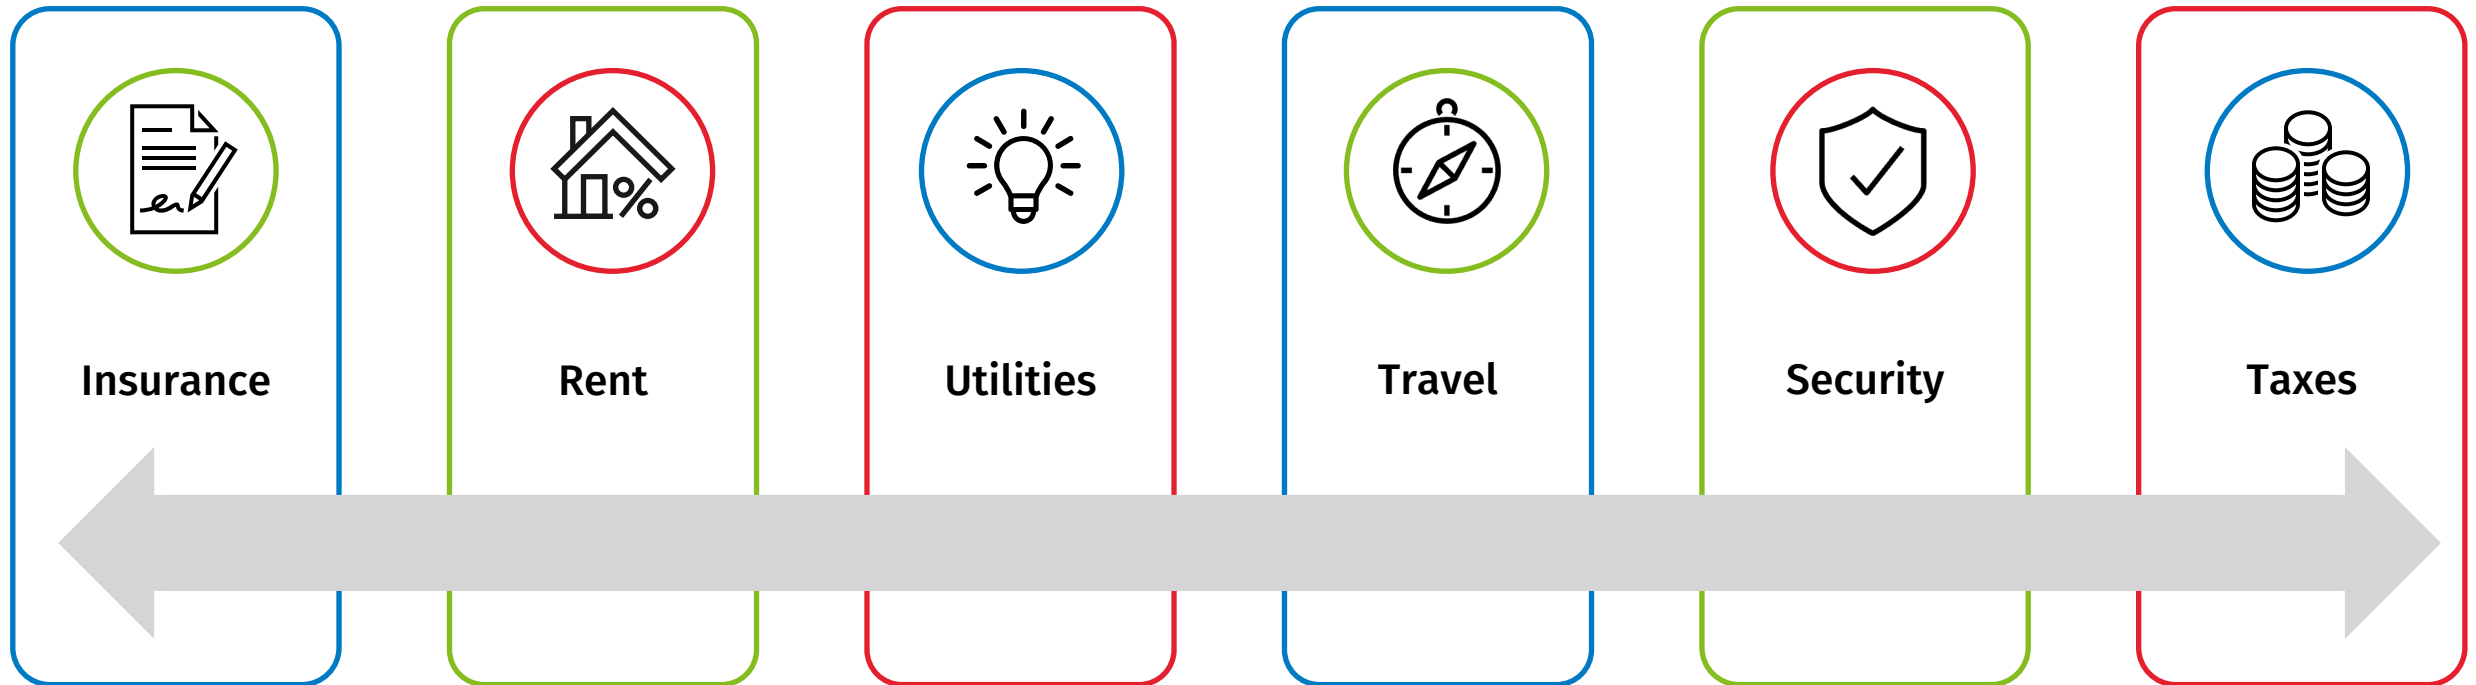 Insurance
Rent
Utilities
Travel
Security
Taxes